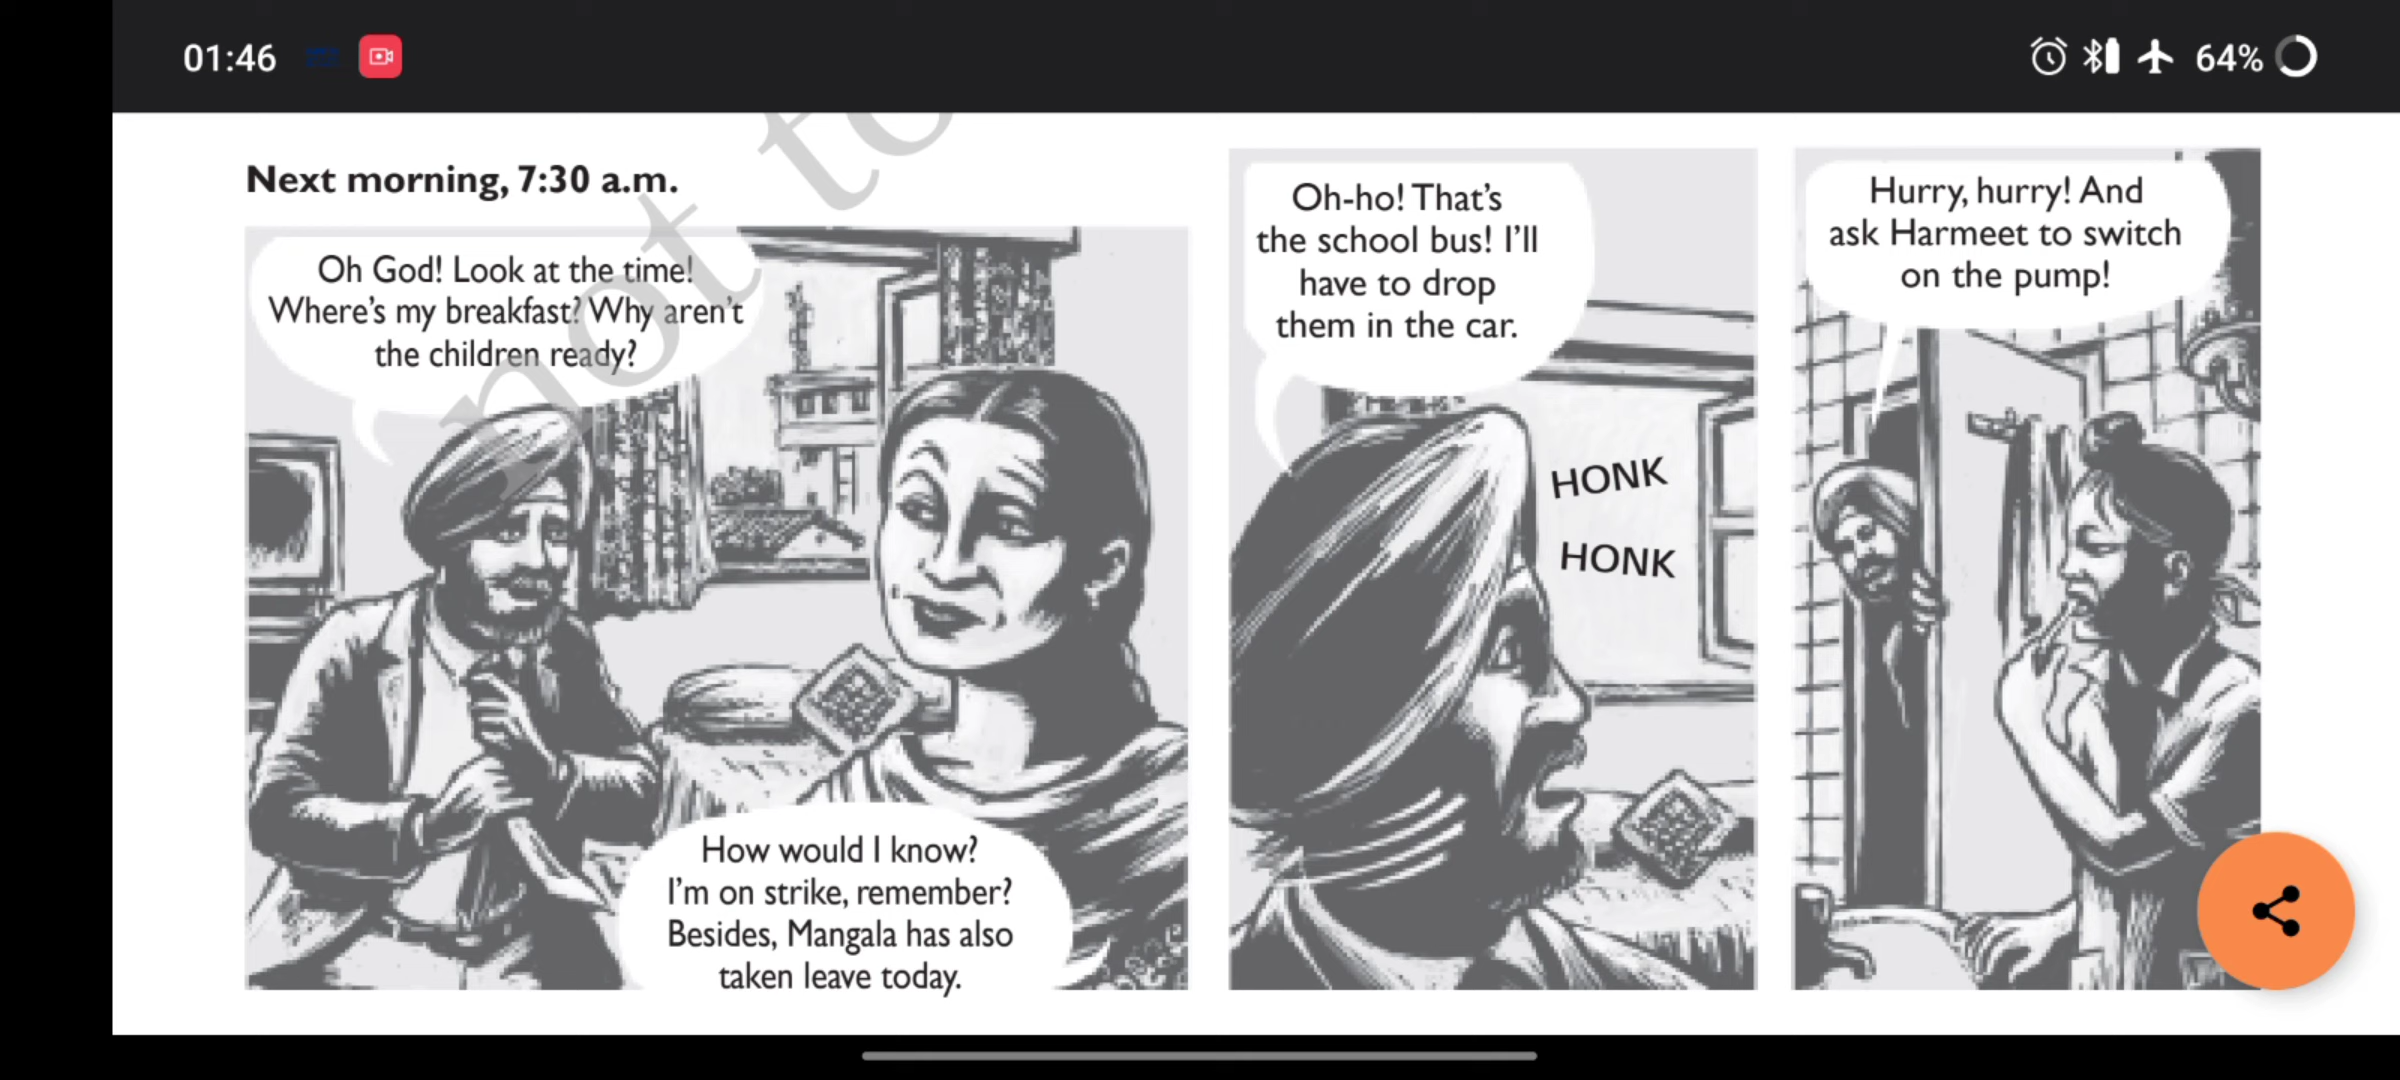 01:46
64%
not to
Next morning, 7:30 a.m.
Oh God! Look at the time!
Where's my breakfast? Why aren't
the children ready?
How would I know?
I'm on strike, remember?
Besides, Mangala has also
taken leave today.
Oh-ho! That's
the school bus! I'll
have to drop
them in the car.
HONK
HONK
Hurry, hurry! And
ask Harmeet to switch
on the pump!